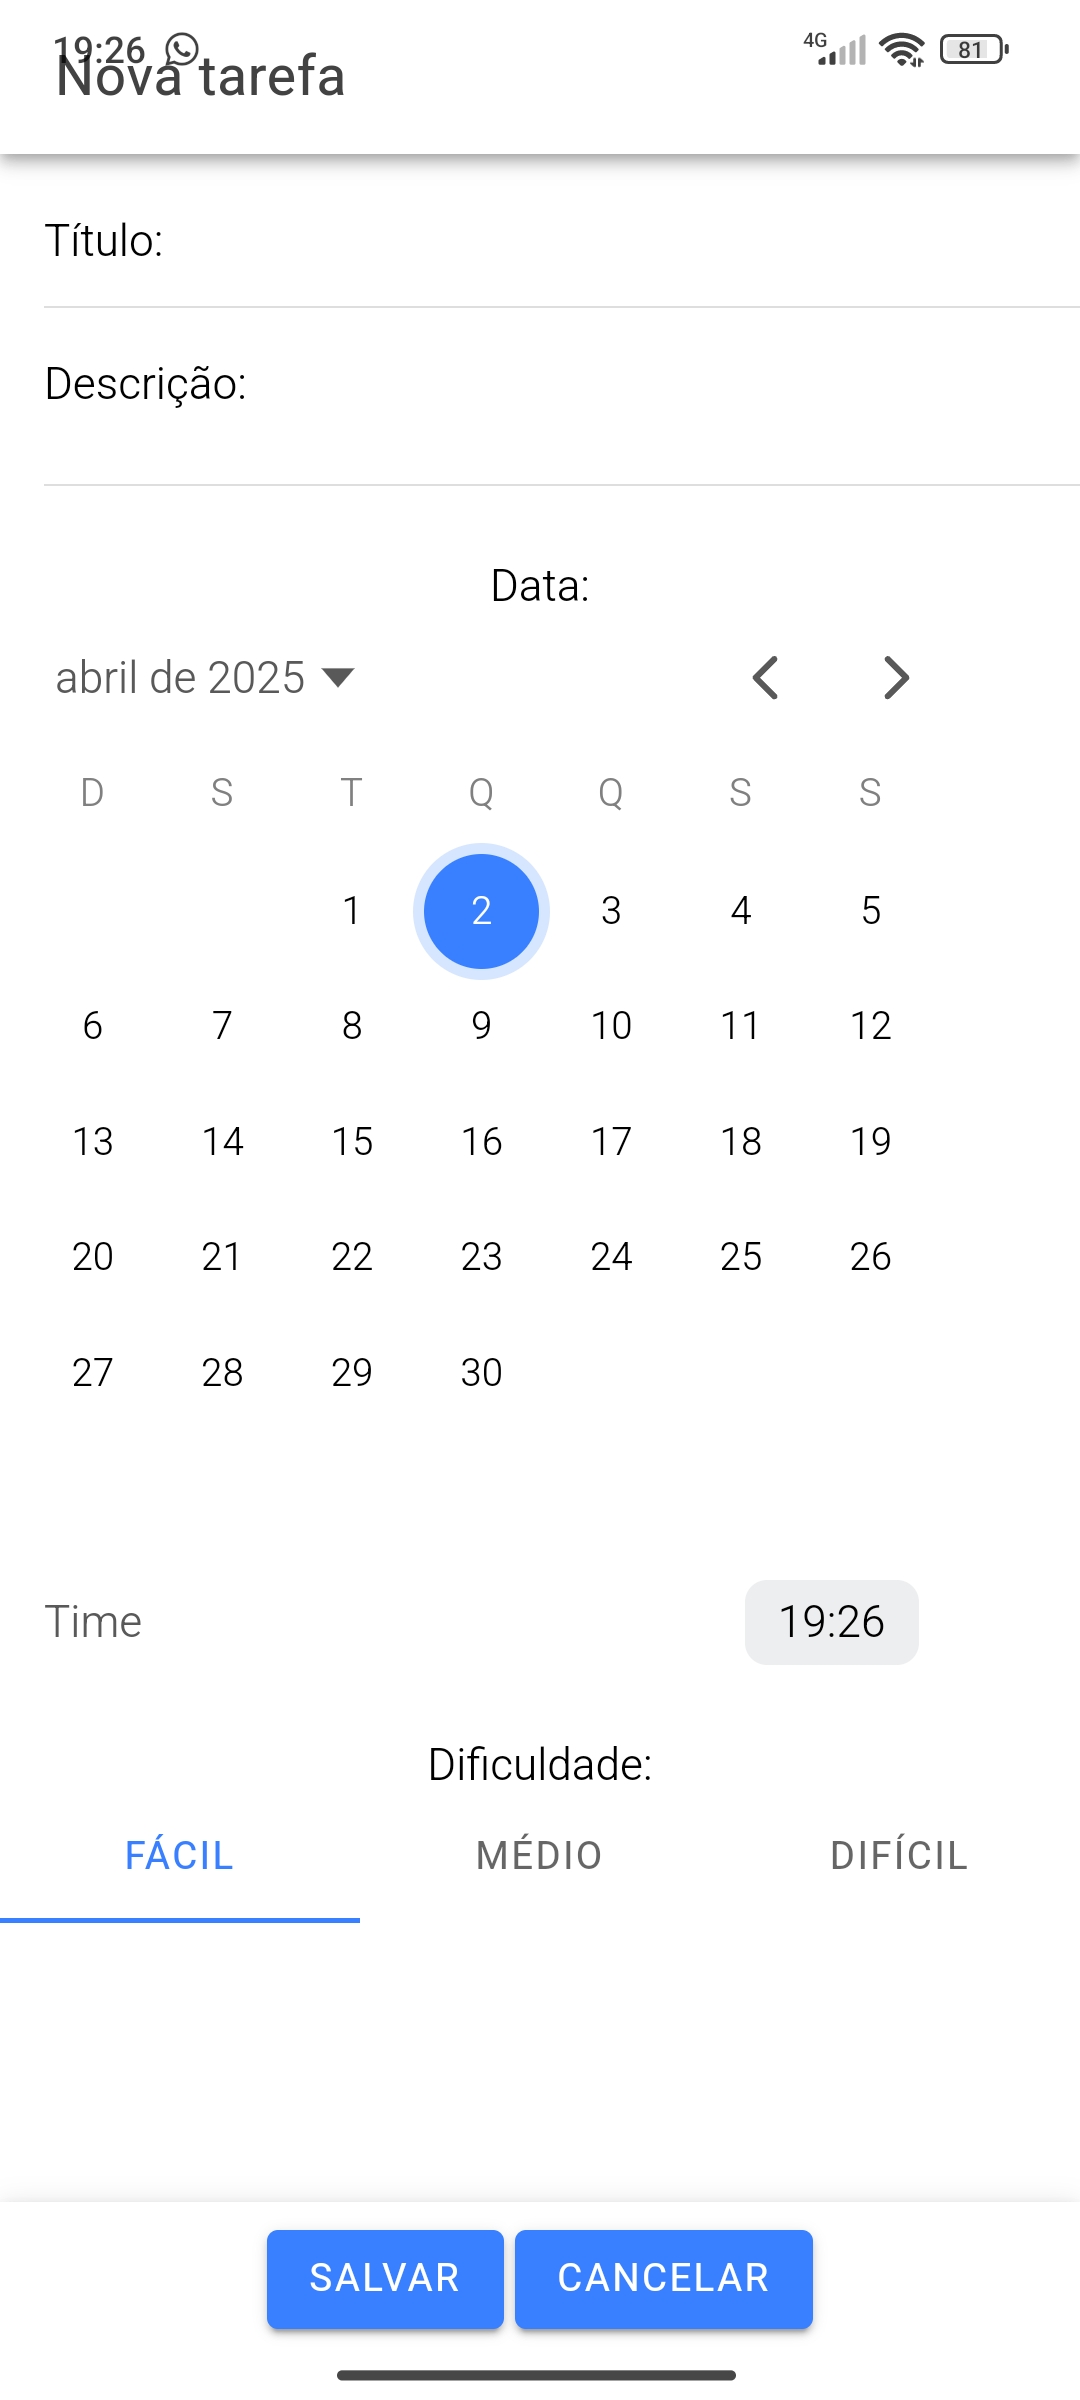 19:26
4G
81
Nova tarefa
Título:
Descrição:
Data:
abril de 2025
D S T Q Q S S
1 2 3 4 5
6 7 8 9 10 11 12
13 14 15 16 17 18 19
20 21 22 23 24 25 26
27 28 29 30
Time 19:26
Dificuldade:
FÁCIL MÉDIO DIFÍCIL
SALVAR CANCELAR